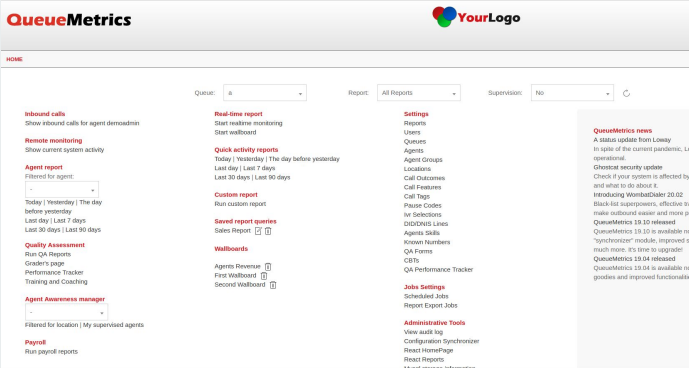 QueueMetrics
YourLogo
HOME
Queue: a Report: All Reports Supervision: No
Inbound calls
Show inbound calls for agent demoadmin
Remote monitoring
Show current system activity
Agent report
Filtered for agent:
-
Today | Yesterday | The day
before yesterday
Last day | Last 7 days
Last 30 days | Last 90 days
Quality Assessment
Run QA Reports
Grader's page
Performance Tracker
Training and Coaching
Agent Awareness manager
-
Filtered for location | My supervised agents
Payroll
Run payroll reports
Real-time report
Start realtime monitoring
Start wallboard
Quick activity reports
Today | Yesterday | The day before yesterday
Last day | Last 7 days
Last 30 days | Last 90 days
Custom report
Run custom report
Saved report queries
Sales Report
Wallboards
Agents Revenue
First Wallboard
Second Wallboard
Settings
Reports
Users
Queues
Agents
Agent Groups
Locations
Call Outcomes
Call Features
Call Tags
Pause Codes
Ivr Selections
DID/DNIS Lines
Agents Skills
Known Numbers
QA Forms
CBTs
QA Performance Tracker
Jobs Settings
Scheduled Jobs
Report Export Jobs
Administrative Tools
View audit log
Configuration Synchronizer
React HomePage
React Reports
QueueMetrics news
A status update from Loway
In spite of the current pandemic, L
operational.
Ghostcat security update
Check if your system is affected by
and what to do about it.
Introducing WombatDialer 20.02
Black-list superpowers, effective tr
make outbound easier and more p
QueueMetrics 19.10 released
QueueMetrics 19.10 is available n
"synchronizer" module, improved s
much more. it's time to upgrade!
QueueMetrics 19.04 released
QueueMetrics 19.04 is available n
goodies and improved functionaliti